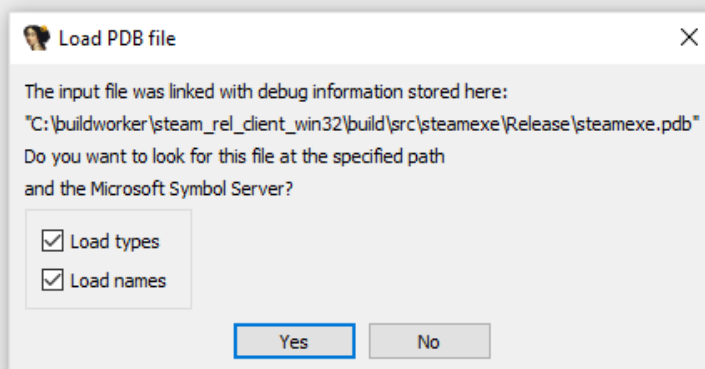 Load PDB file
The input file was linked with debug information stored here:
"C:\buildworker\steam_rel_client_win32\build\src\steamexe\Release\steamexe.pdb"
Do you want to look for this file at the specified path
and the Microsoft Symbol Server?
Load types
Load names
Yes No